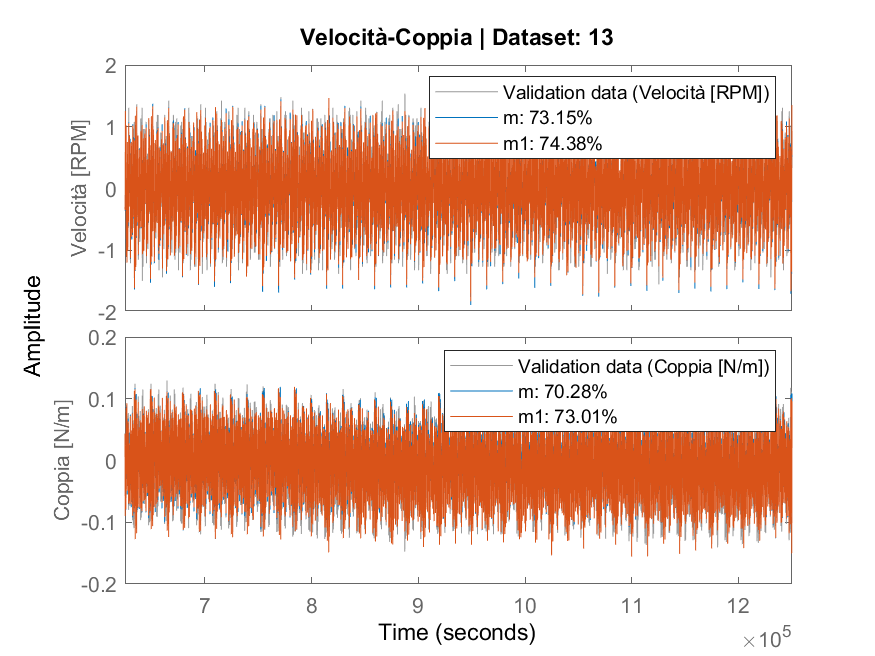 Velocità-Coppia | Dataset: 13
2
1
0
-1
-2
Velocità [RPM]
Validation data (Velocità [RPM])
m: 73.15%
m1: 74.38%
Amplitude
0.2
0.1
0
-0.1
-0.2
Coppia [N/m]
Validation data (Coppia [N/m])
m: 70.28%
m1: 73.01%
7 8 9 10 11 12
Time (seconds)
×10⁵